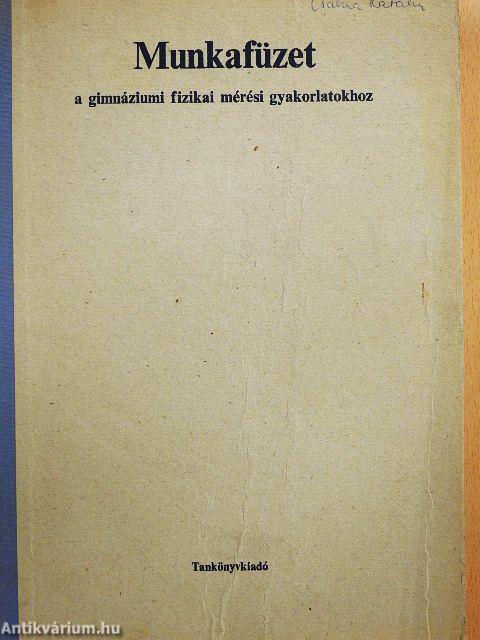 Munkafüzet
a gimnáziumi fizikai mérési gyakorlatokhoz
Tankönyvkiadó
Antikvárium.hu